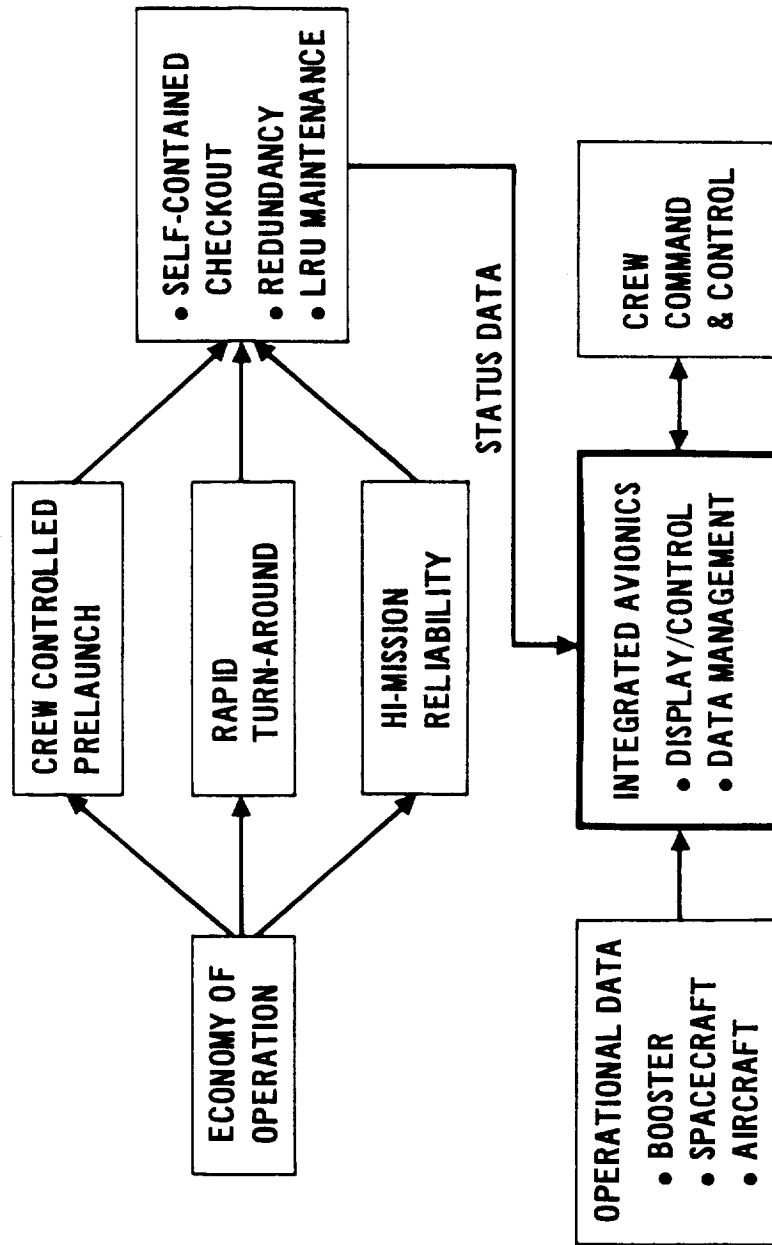 ECONOMY OF
OPERATION
CREW CONTROLLED
PRELAUNCH
RAPID
TURN-AROUND
HI-MISSION
RELIABILITY
• SELF-CONTAINED
CHECKOUT
• REDUNDANCY
• LRU MAINTENANCE
STATUS DATA
OPERATIONAL DATA
• BOOSTER
• SPACECRAFT
• AIRCRAFT
INTEGRATED AVIONICS
• DISPLAY/CONTROL
• DATA MANAGEMENT
CREW
COMMAND
& CONTROL